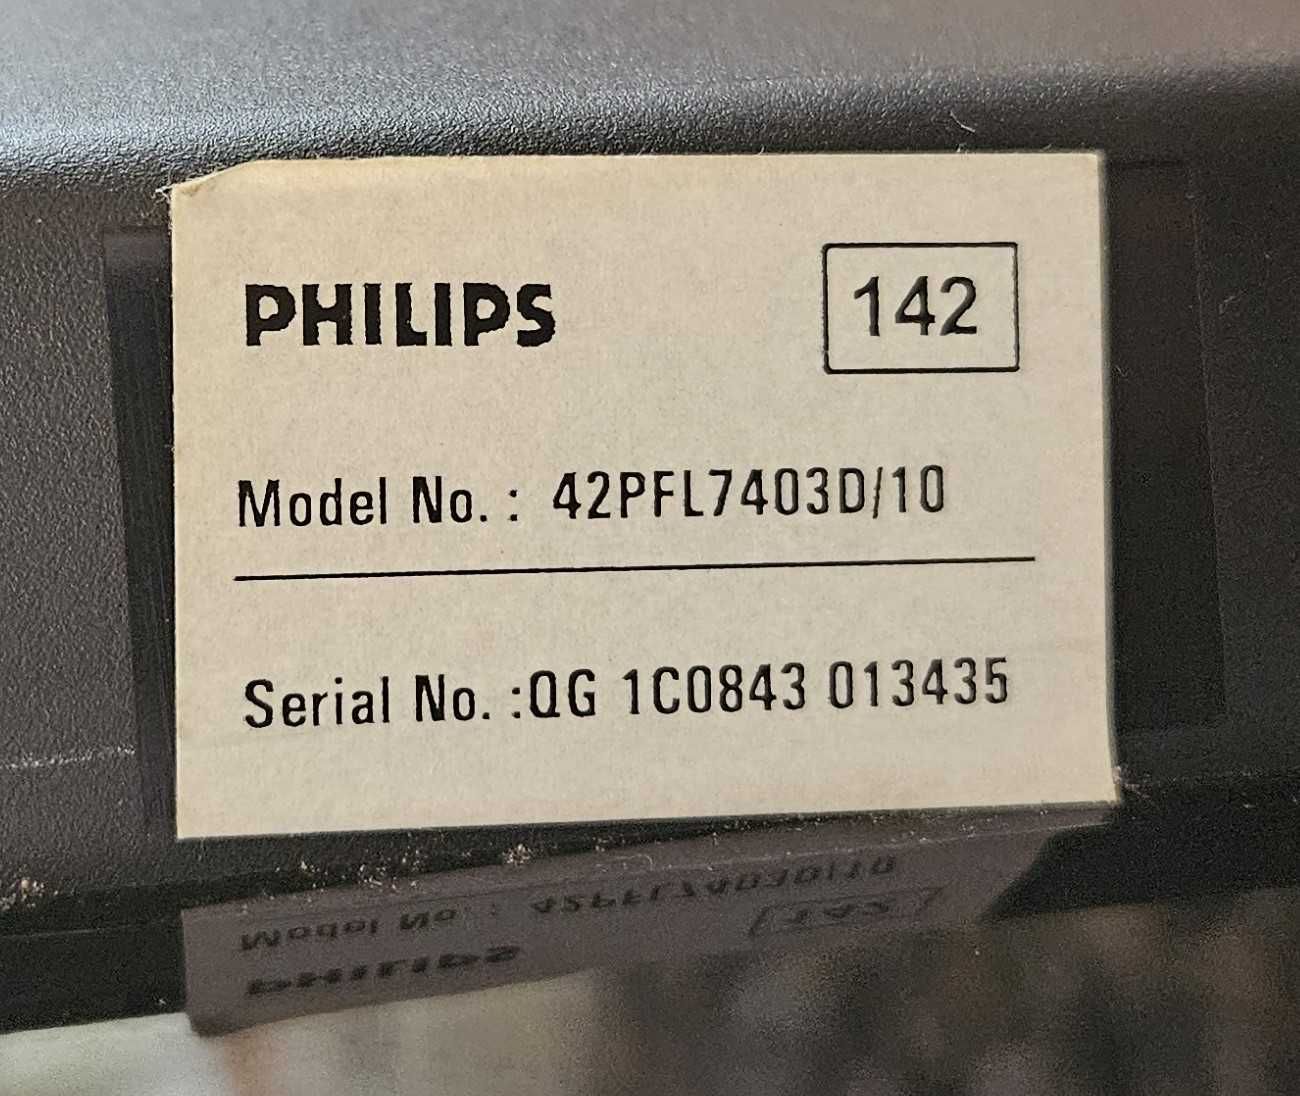 PHILIPS
142
Model No. : 42PFL7403D/10
Serial No. :QG 1C0843 013435